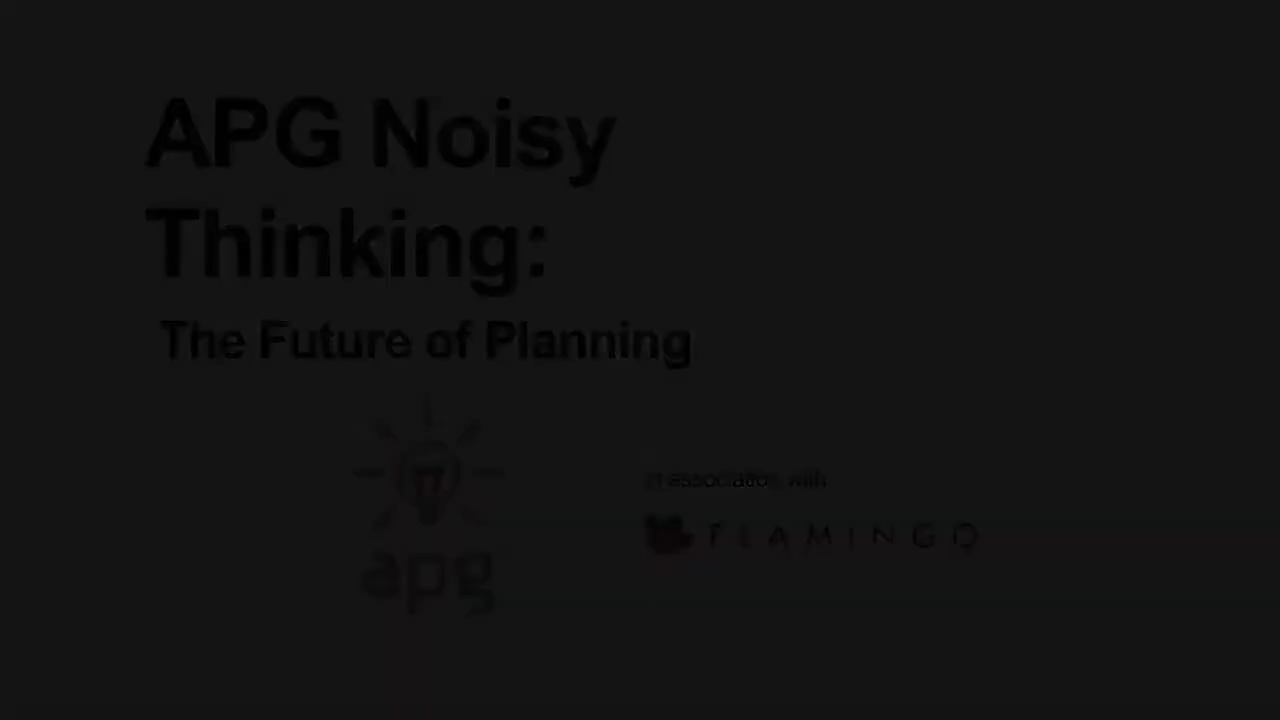 APG Noisy
Thinking:
The Future of Planning
in association with
FLAMINGO
apg